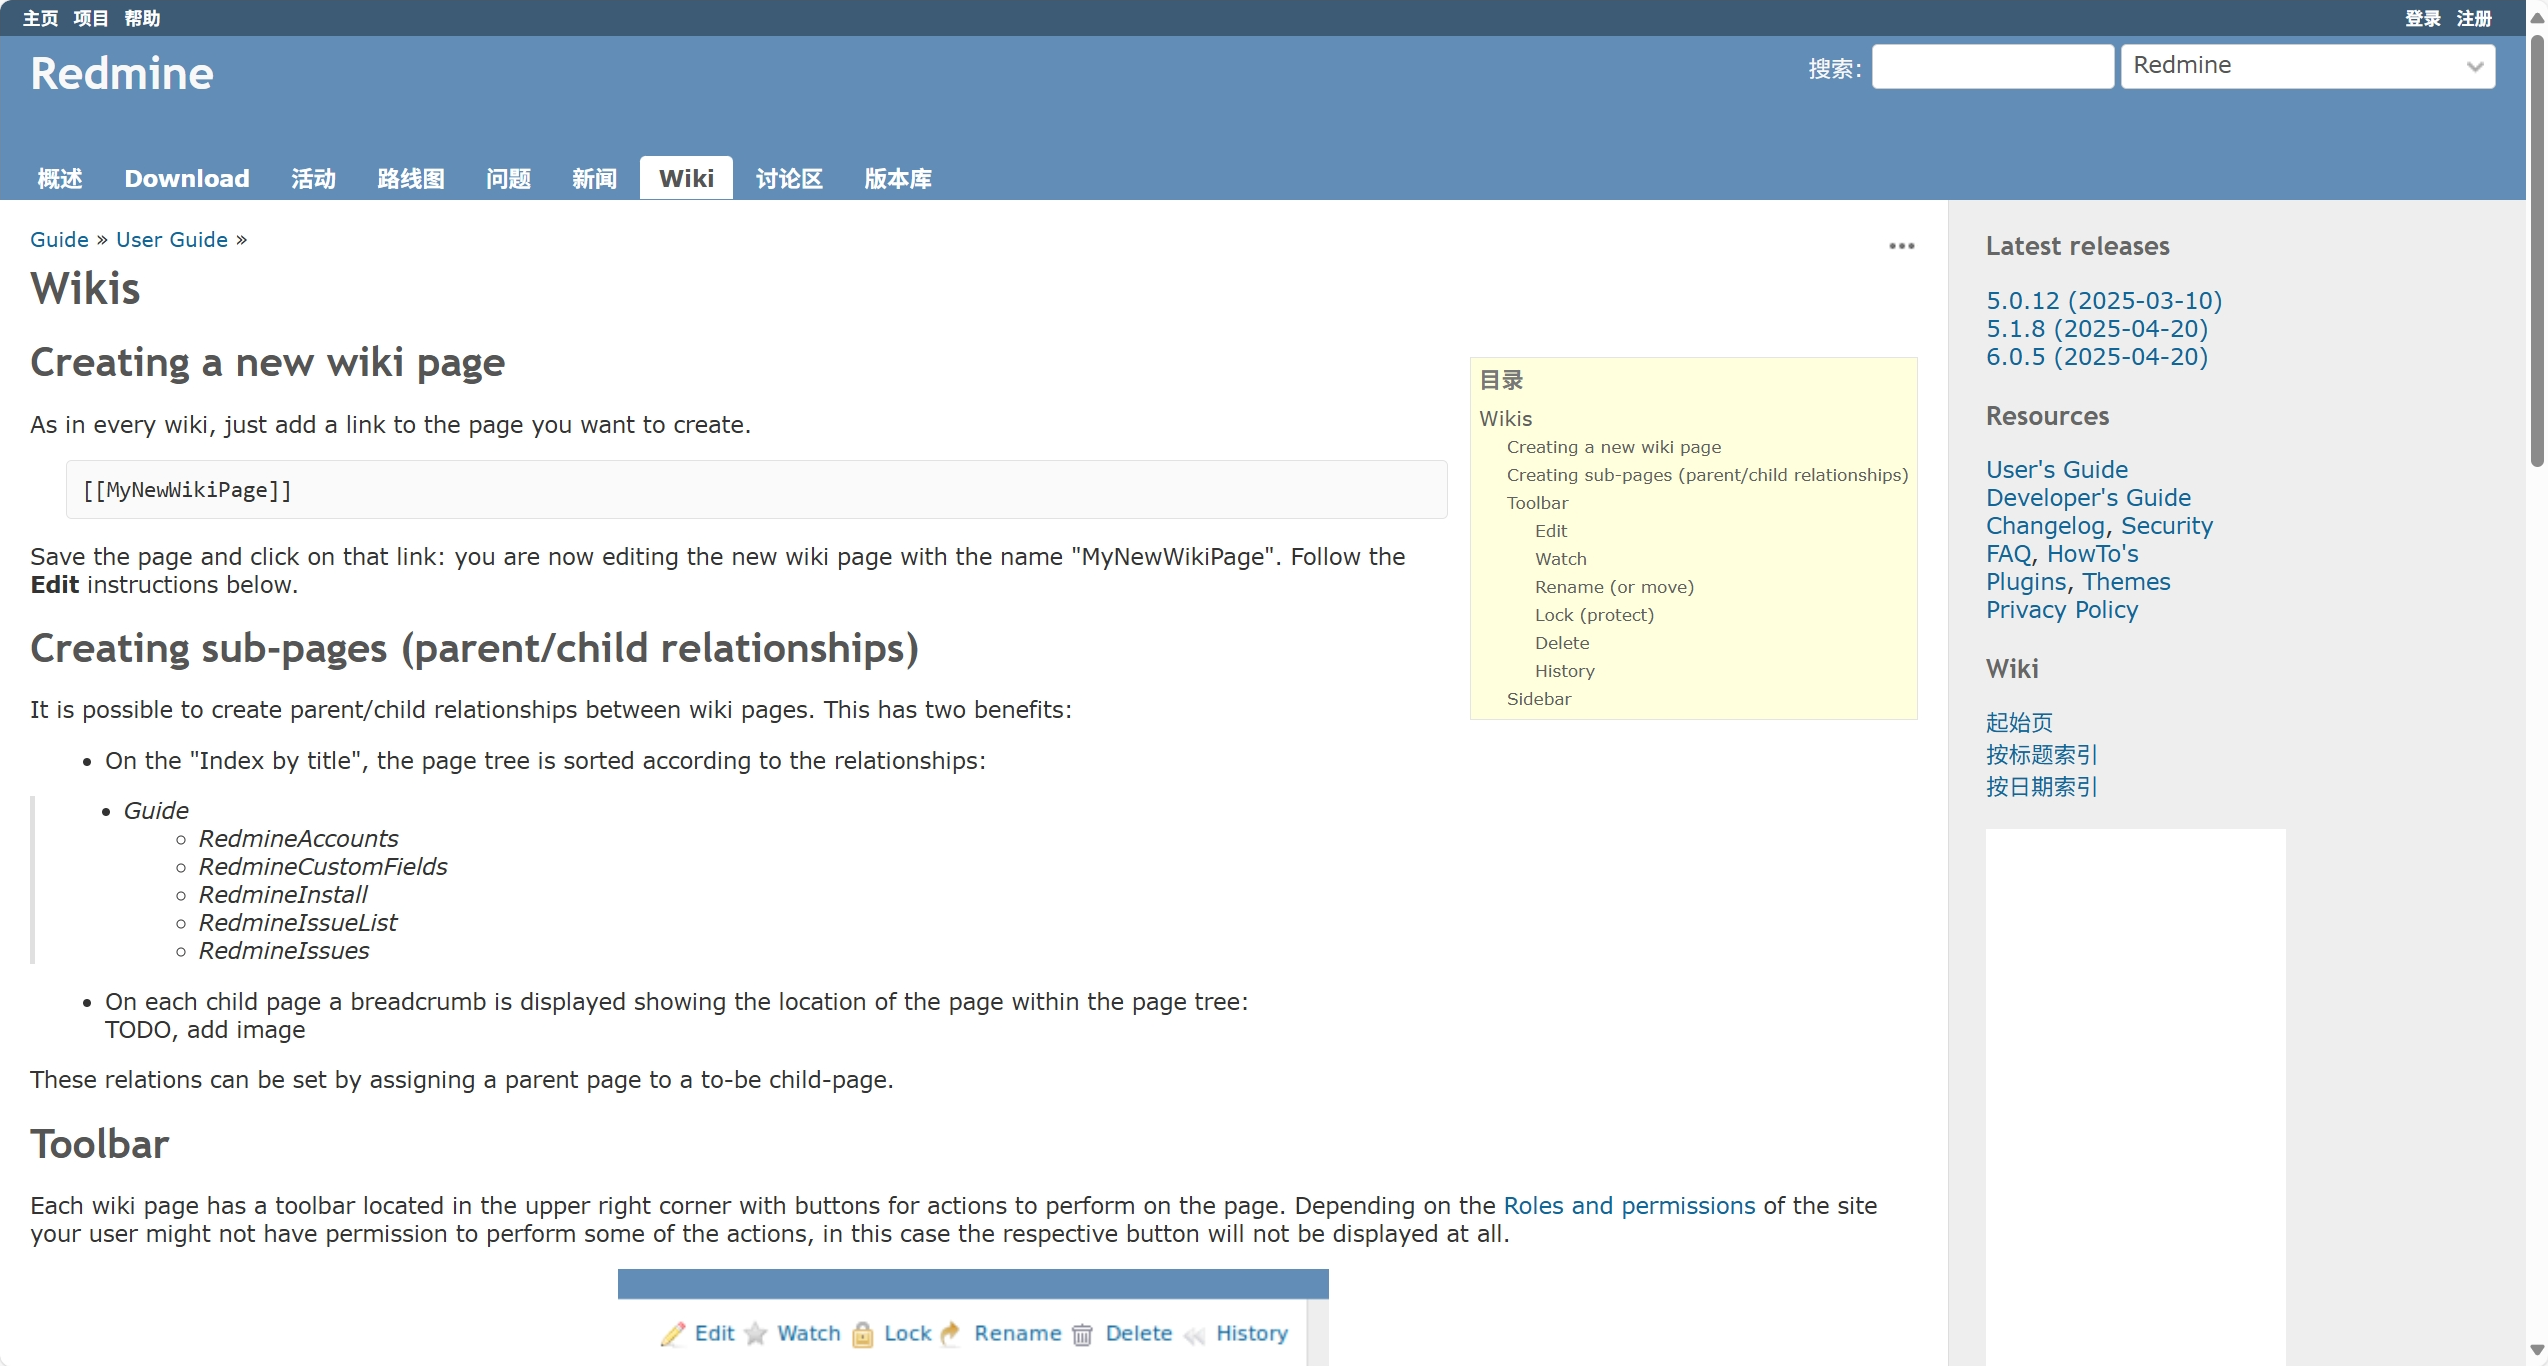 主页 项目 帮助
登录 注册
Redmine
搜索:
Redmine
概述 Download 活动 路线图 问题 新闻 Wiki 讨论区 版本库
Guide » User Guide »
Wikis
Creating a new wiki page
As in every wiki, just add a link to the page you want to create.
[[MyNewWikiPage]]
Save the page and click on that link: you are now editing the new wiki page with the name "MyNewWikiPage". Follow the
Edit instructions below.
Creating sub-pages (parent/child relationships)
It is possible to create parent/child relationships between wiki pages. This has two benefits:
On the "Index by title", the page tree is sorted according to the relationships:
Guide
RedmineAccounts
RedmineCustomFields
RedmineInstall
RedmineIssueList
RedmineIssues
On each child page a breadcrumb is displayed showing the location of the page within the page tree:
TODO, add image
These relations can be set by assigning a parent page to a to-be child-page.
Toolbar
Each wiki page has a toolbar located in the upper right corner with buttons for actions to perform on the page. Depending on the Roles and permissions of the site
your user might not have permission to perform some of the actions, in this case the respective button will not be displayed at all.
Edit Watch Lock Rename Delete History
目录
Wikis
Creating a new wiki page
Creating sub-pages (parent/child relationships)
Toolbar
Edit
Watch
Rename (or move)
Lock (protect)
Delete
History
Sidebar
Latest releases
5.0.12 (2025-03-10)
5.1.8 (2025-04-20)
6.0.5 (2025-04-20)
Resources
User's Guide
Developer's Guide
Changelog, Security
FAQ, HowTo's
Plugins, Themes
Privacy Policy
Wiki
起始页
按标题索引
按日期索引